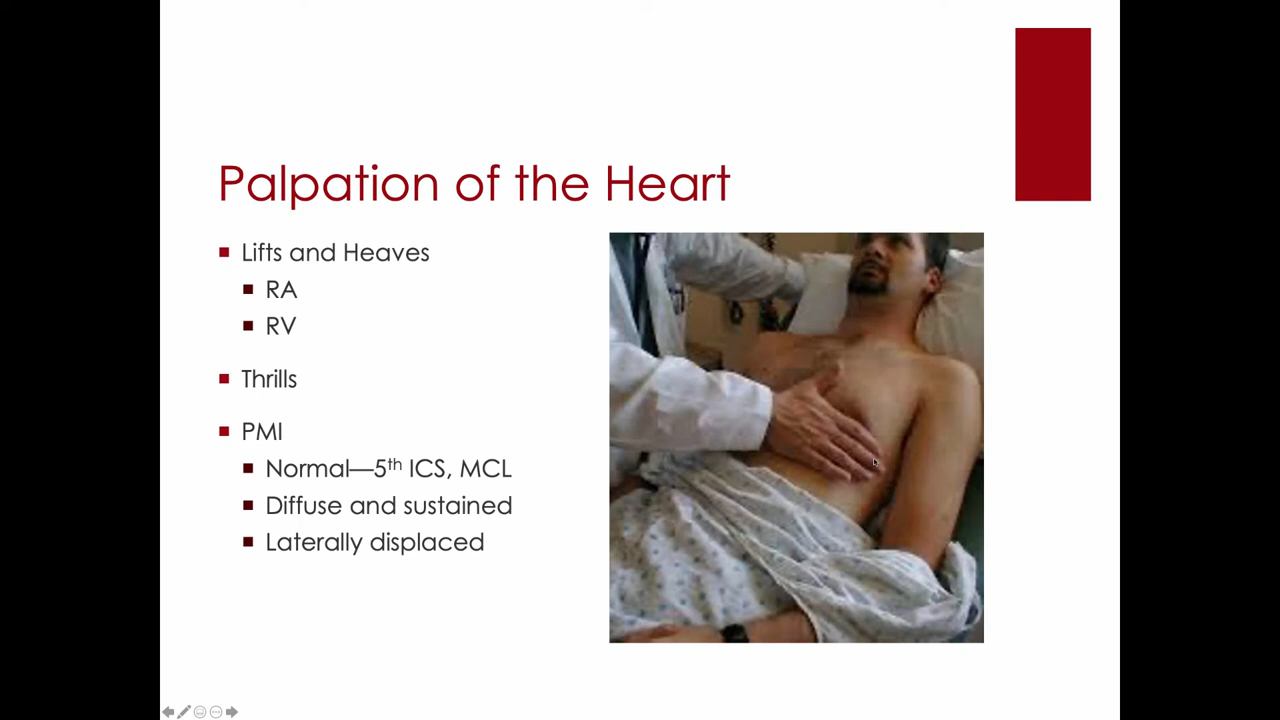 Palpation of the Heart
Lifts and Heaves
RA
RV
Thrills
PMI
Normal—5th ICS, MCL
Diffuse and sustained
Laterally displaced